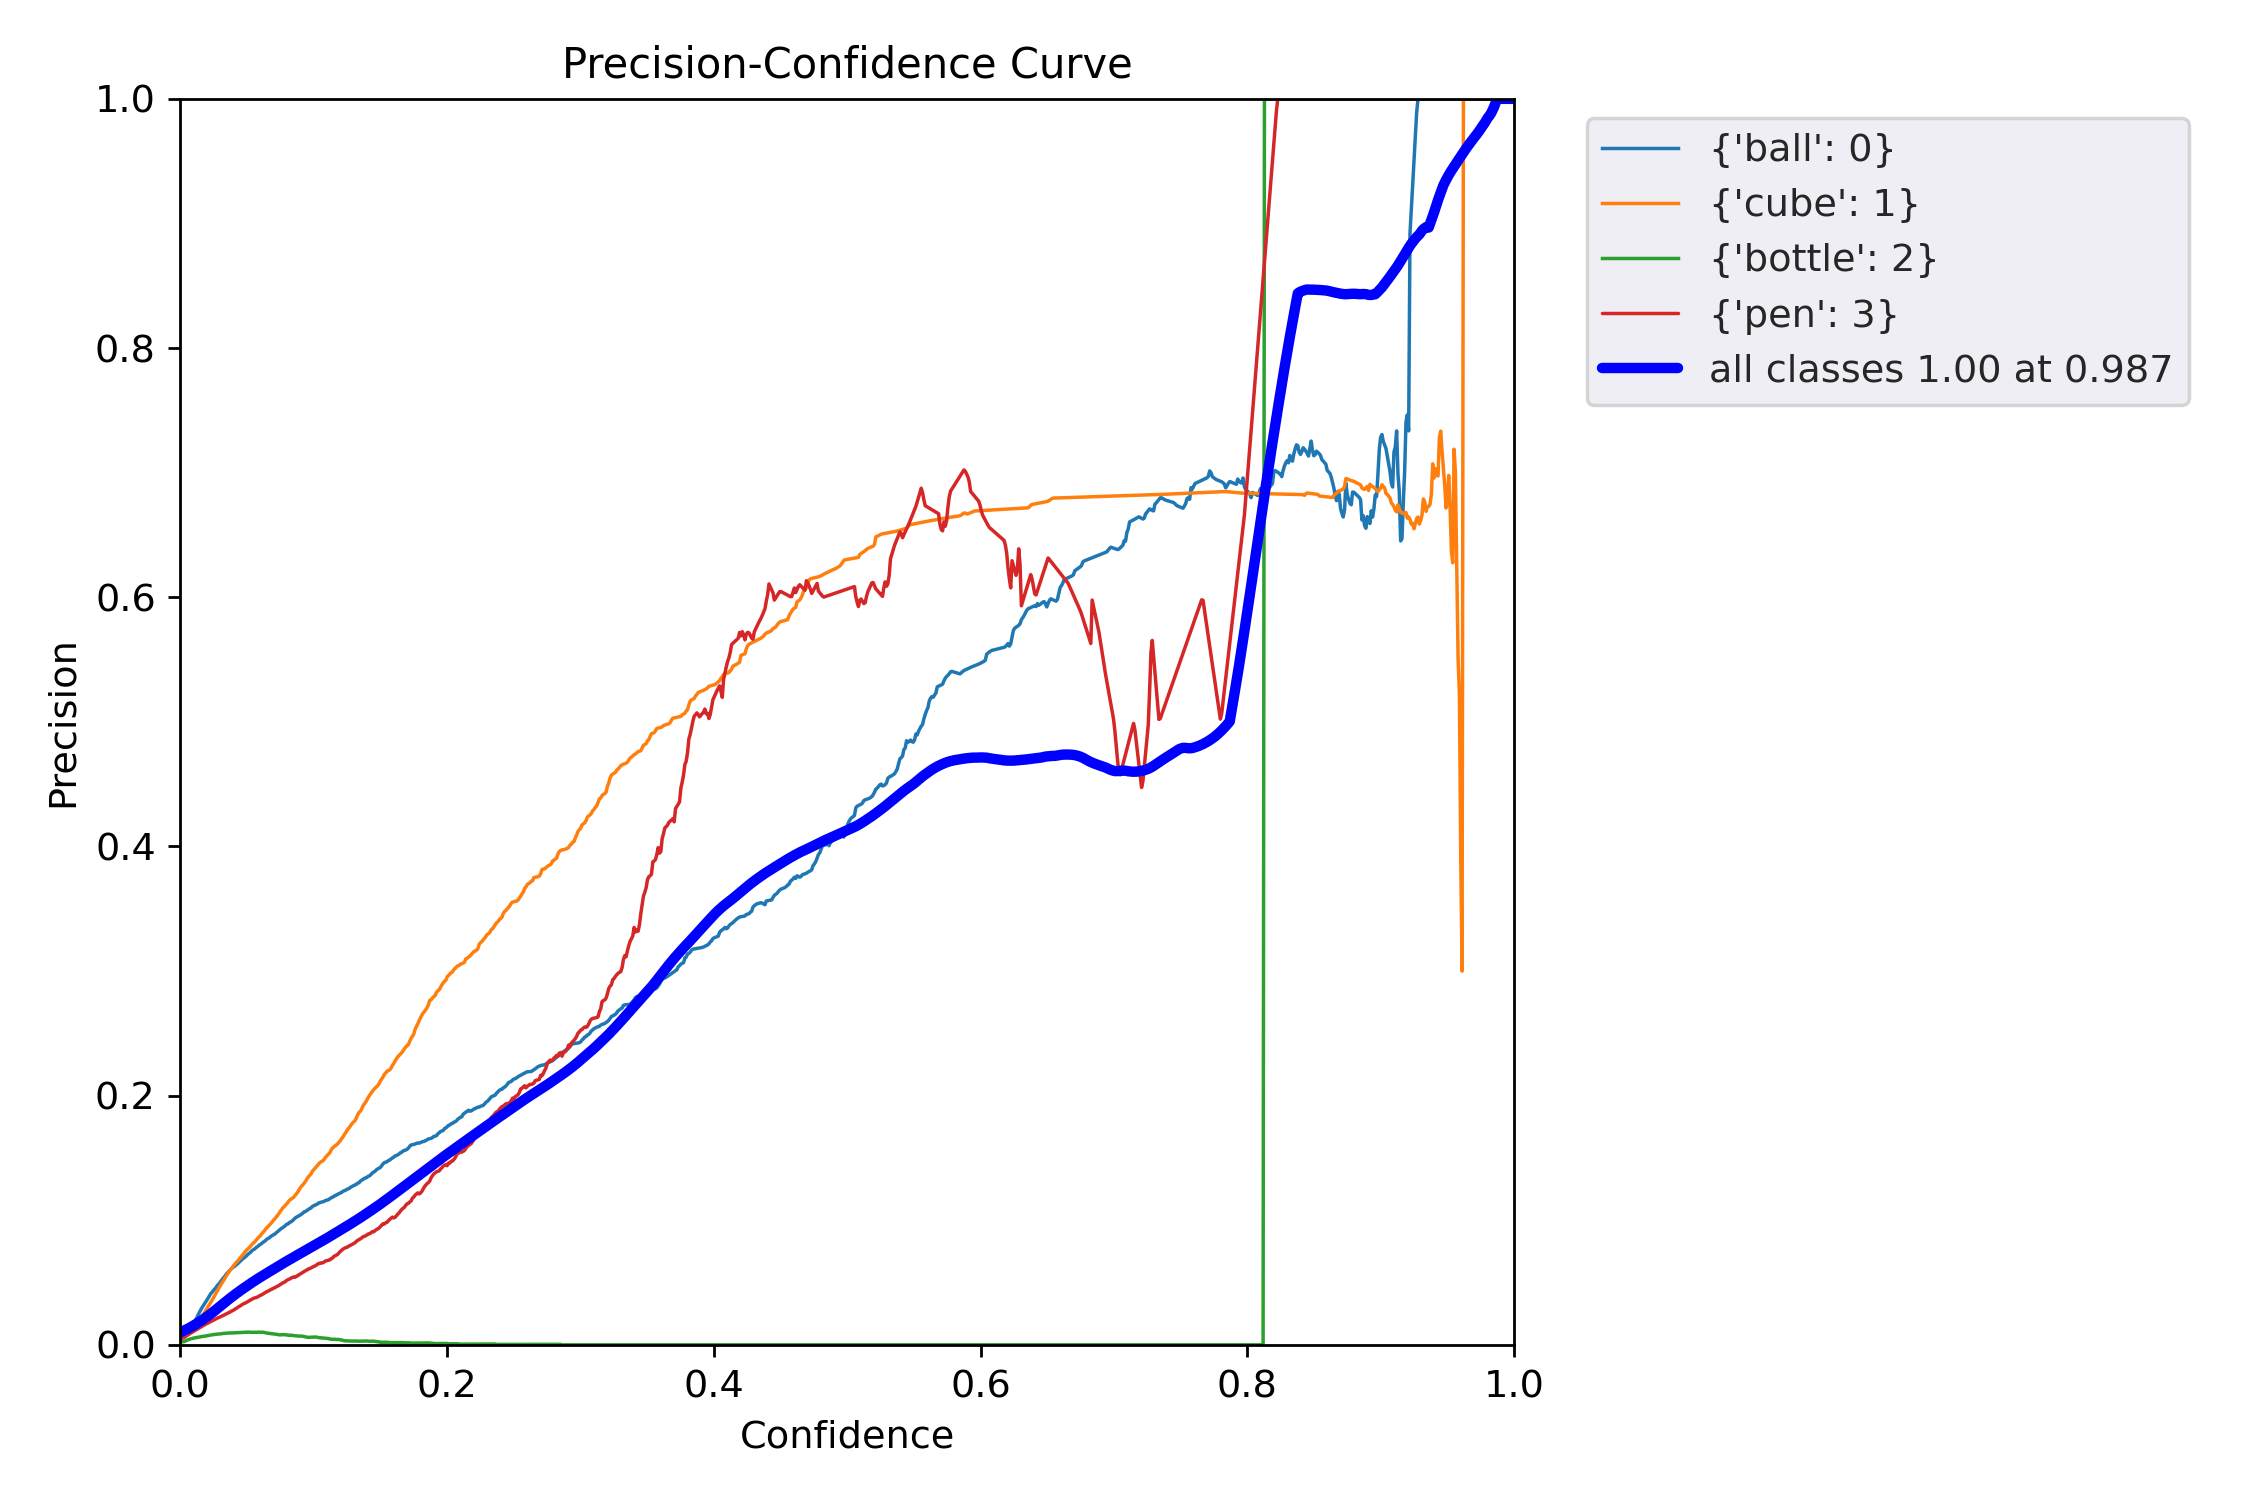 Precision-Confidence Curve
1.0
0.8
0.6
0.4
0.2
0.0
Precision
0.0 0.2 0.4 0.6 0.8 1.0
Confidence
{'ball': 0}
{'cube': 1}
{'bottle': 2}
{'pen': 3}
all classes 1.00 at 0.987